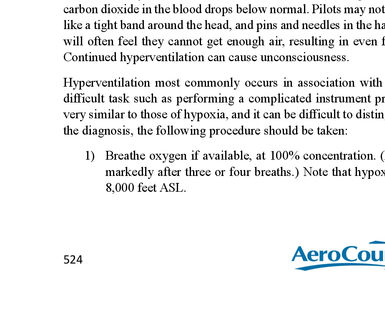 carbon dioxide in the blood drops below normal. Pilots may not
like a tight band around the head, and pins and needles in the ha
will often feel they cannot get enough air, resulting in even f
Continued hyperventilation can cause unconsciousness.
Hyperventilation most commonly occurs in association with
difficult task such as performing a complicated instrument pr
very similar to those of hypoxia, and it can be difficult to distin
the diagnosis, the following procedure should be taken:
1) Breathe oxygen if available, at 100% concentration. (
markedly after three or four breaths.) Note that hypox
8,000 feet ASL.
524
AeroCou